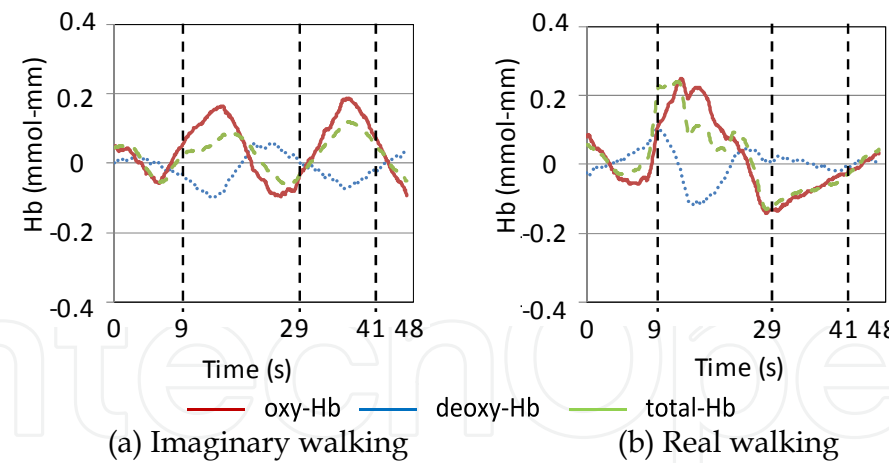 0.4
0.2
0
-0.2
-0.4
Hb (mmol-mm)
0 9 29 41 48
Time (s)
0.4
0.2
0
-0.2
-0.4
Hb (mmol-mm)
0 9 29 41 48
Time (s)
oxy-Hb deoxy-Hb total-Hb
(a) Imaginary walking (b) Real walking